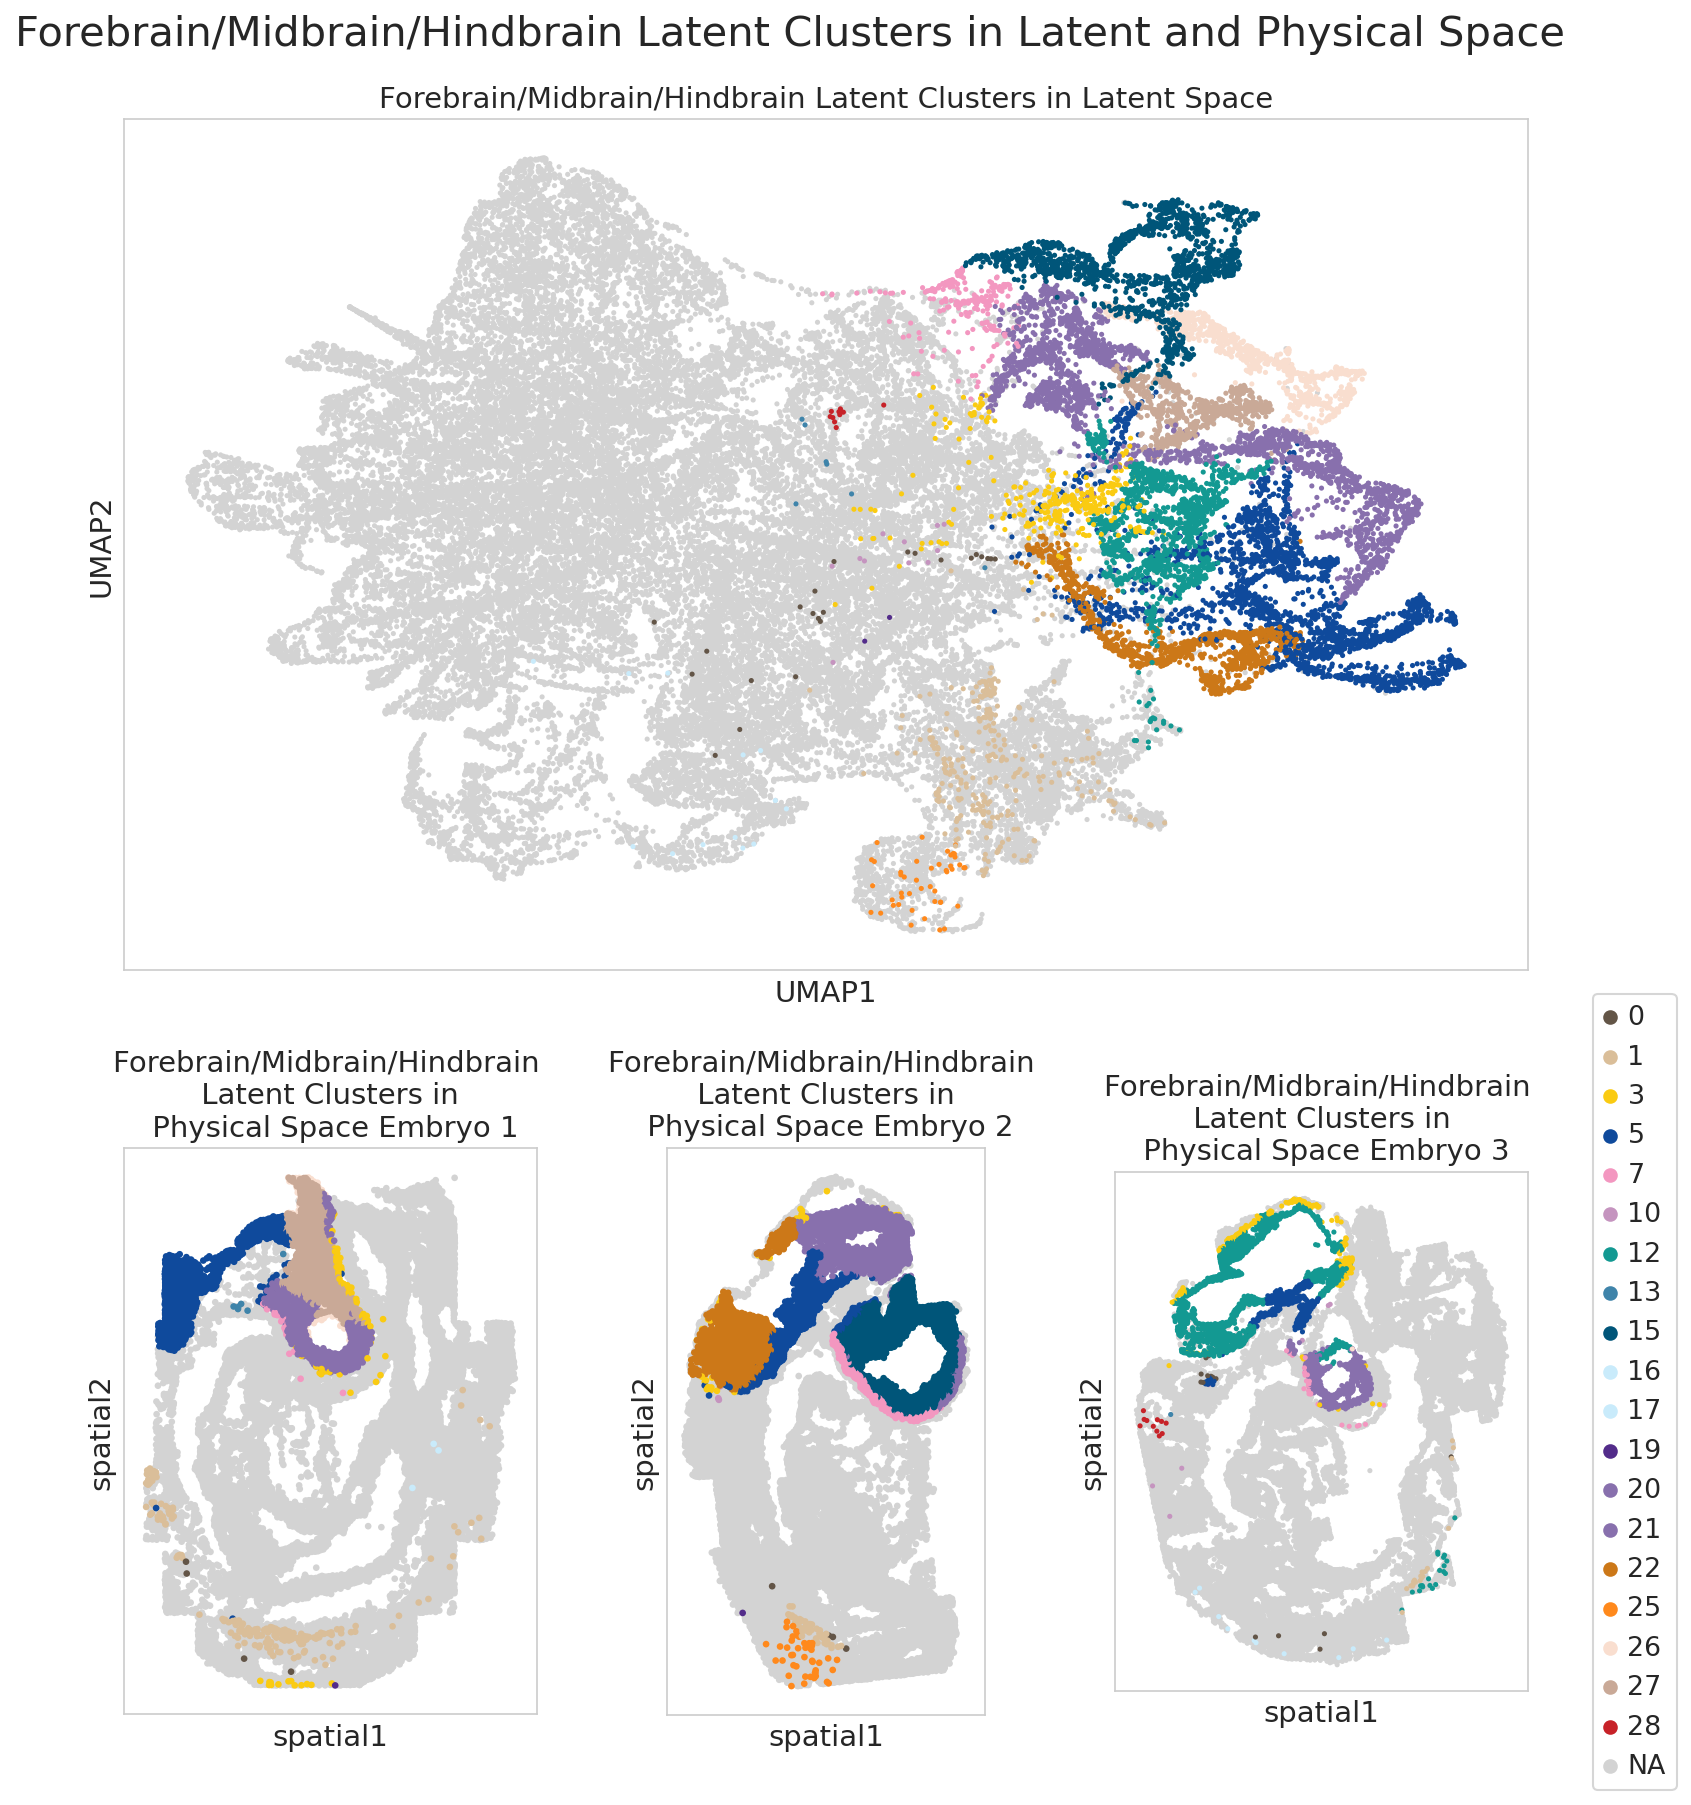 Forebrain/Midbrain/Hindbrain Latent Clusters in Latent and Physical Space
Forebrain/Midbrain/Hindbrain Latent Clusters in Latent Space
UMAP2
UMAP1
Forebrain/Midbrain/Hindbrain
Latent Clusters in
Physical Space Embryo 1
spatial2
spatial1
Forebrain/Midbrain/Hindbrain
Latent Clusters in
Physical Space Embryo 2
spatial2
spatial1
Forebrain/Midbrain/Hindbrain
Latent Clusters in
Physical Space Embryo 3
spatial2
spatial1
0
1
3
5
7
10
12
13
15
16
17
19
20
21
22
25
26
27
28
NA